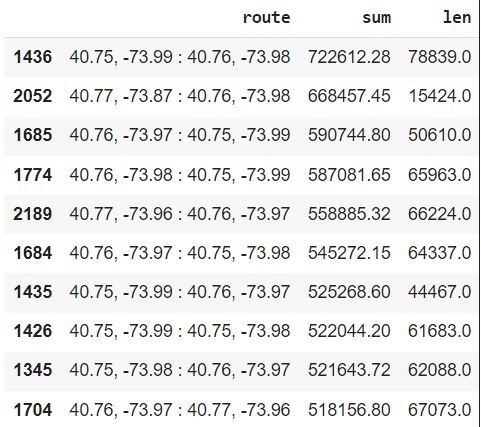 route sum len
1436 40.75, -73.99 : 40.76, -73.98 722612.28 78839.0
2052 40.77, -73.87 : 40.76, -73.98 668457.45 15424.0
1685 40.76, -73.97 : 40.75, -73.99 590744.80 50610.0
1774 40.76, -73.98 : 40.75, -73.99 587081.65 65963.0
2189 40.77, -73.96 : 40.76, -73.97 558885.32 66224.0
1684 40.76, -73.97 : 40.75, -73.98 545272.15 64337.0
1435 40.75, -73.99 : 40.76, -73.97 525268.60 44467.0
1426 40.75, -73.99 : 40.75, -73.98 522044.20 61683.0
1345 40.75, -73.98 : 40.76, -73.97 521643.72 62088.0
1704 40.76, -73.97 : 40.77, -73.96 518156.80 67073.0